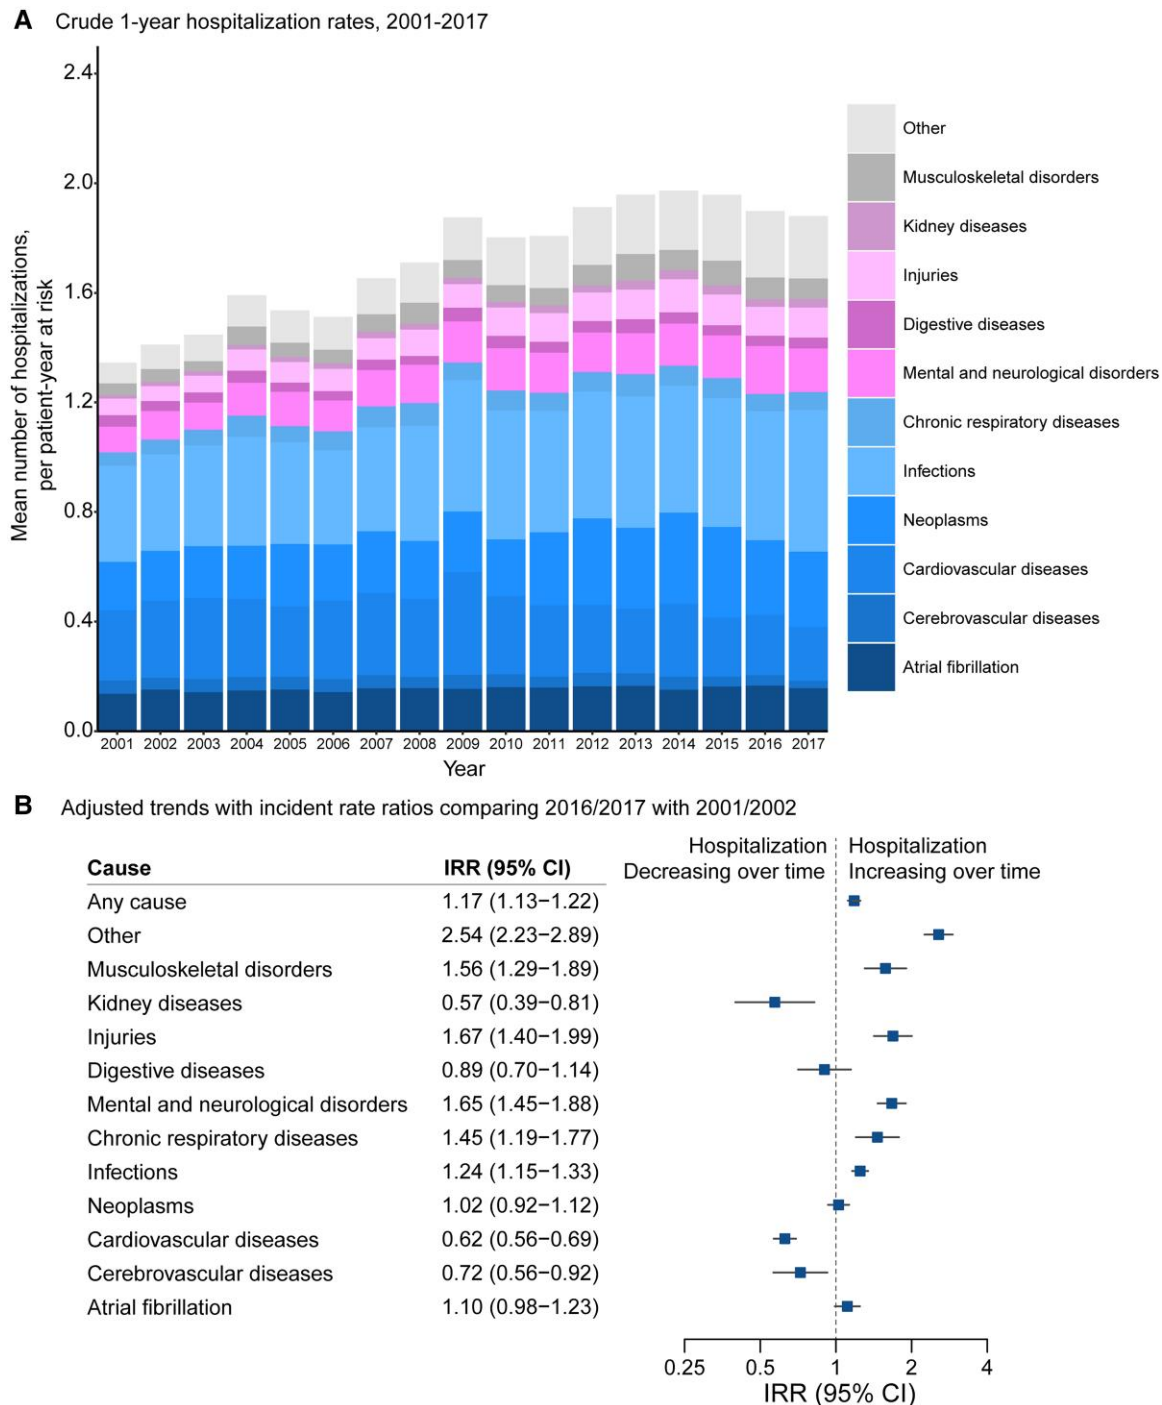 A Crude 1-year hospitalization rates, 2001-2017
Mean number of hospitalizations,
per patient-year at risk
2.4
2.0
1.6
1.2
0.8
0.4
0.0
2001 2002 2003 2004 2005 2006 2007 2008 2009 2010 2011 2012 2013 2014 2015 2016 2017
Year
Other
Musculoskeletal disorders
Kidney diseases
Injuries
Digestive diseases
Mental and neurological disorders
Chronic respiratory diseases
Infections
Neoplasms
Cardiovascular diseases
Cerebrovascular diseases
Atrial fibrillation
B Adjusted trends with incident rate ratios comparing 2016/2017 with 2001/2002
Hospitalization Hospitalization
Decreasing over time Increasing over time
Cause IRR (95% CI)
Any cause 1.17 (1.13−1.22)
Other 2.54 (2.23−2.89)
Musculoskeletal disorders 1.56 (1.29−1.89)
Kidney diseases 0.57 (0.39−0.81)
Injuries 1.67 (1.40−1.99)
Digestive diseases 0.89 (0.70−1.14)
Mental and neurological disorders 1.65 (1.45−1.88)
Chronic respiratory diseases 1.45 (1.19−1.77)
Infections 1.24 (1.15−1.33)
Neoplasms 1.02 (0.92−1.12)
Cardiovascular diseases 0.62 (0.56−0.69)
Cerebrovascular diseases 0.72 (0.56−0.92)
Atrial fibrillation 1.10 (0.98−1.23)
0.25 0.5 1 2 4
IRR (95% CI)